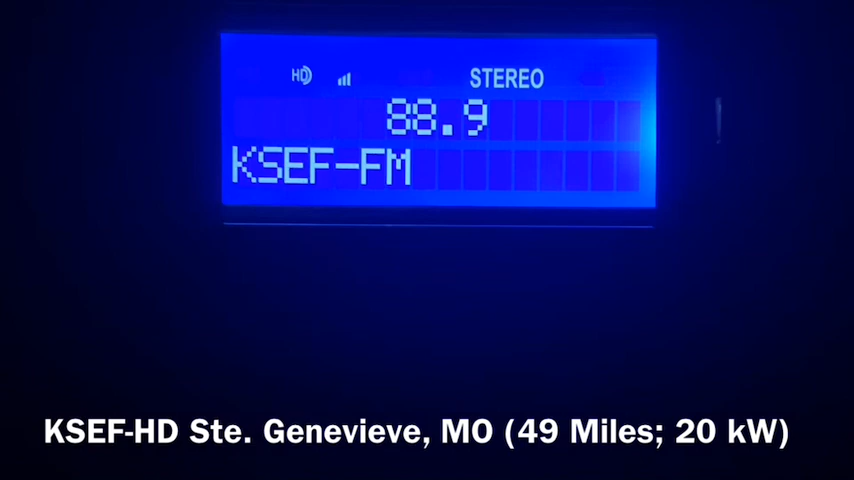 HD STEREO
88.9
KSEF-FM
KSEF-HD Ste. Genevieve, MO (49 Miles; 20 kW)